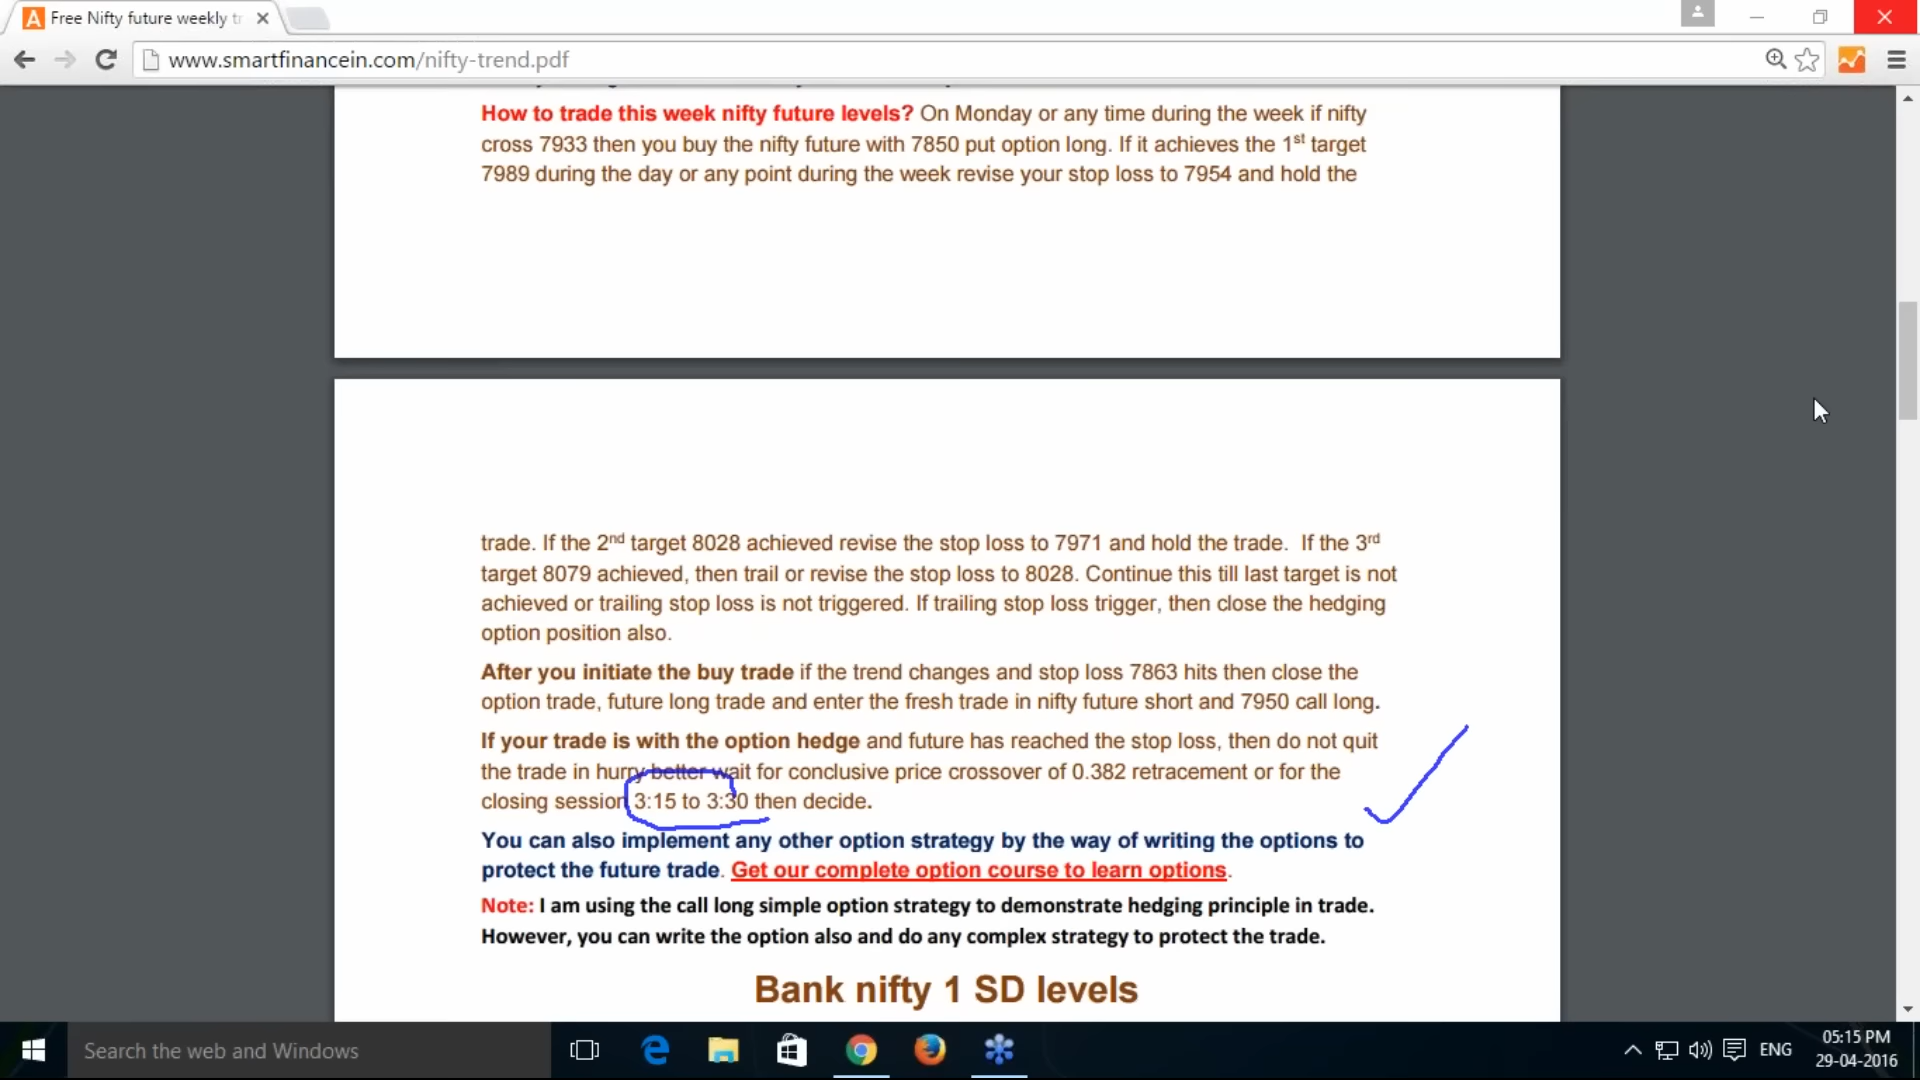 Free Nifty future weekly tr
www.smartfinancein.com/nifty-trend.pdf
How to trade this week nifty future levels? On Monday or any time during the week if nifty
cross 7933 then you buy the nifty future with 7850 put option long. If it achieves the 1st target
7989 during the day or any point during the week revise your stop loss to 7954 and hold the
trade. If the 2nd target 8028 achieved revise the stop loss to 7971 and hold the trade. If the 3rd
target 8079 achieved, then trail or revise the stop loss to 8028. Continue this till last target is not
achieved or trailing stop loss is not triggered. If trailing stop loss trigger, then close the hedging
option position also.
After you initiate the buy trade if the trend changes and stop loss 7863 hits then close the
option trade, future long trade and enter the fresh trade in nifty future short and 7950 call long.
If your trade is with the option hedge and future has reached the stop loss, then do not quit
the trade in hurry better wait for conclusive price crossover of 0.382 retracement or for the
closing session 3:15 to 3:30 then decide.
You can also implement any other option strategy by the way of writing the options to
protect the future trade. Get our complete option course to learn options.
Note: I am using the call long simple option strategy to demonstrate hedging principle in trade.
However, you can write the option also and do any complex strategy to protect the trade.
Bank nifty 1 SD levels
Search the web and Windows
ENG
05:15 PM
29-04-2016